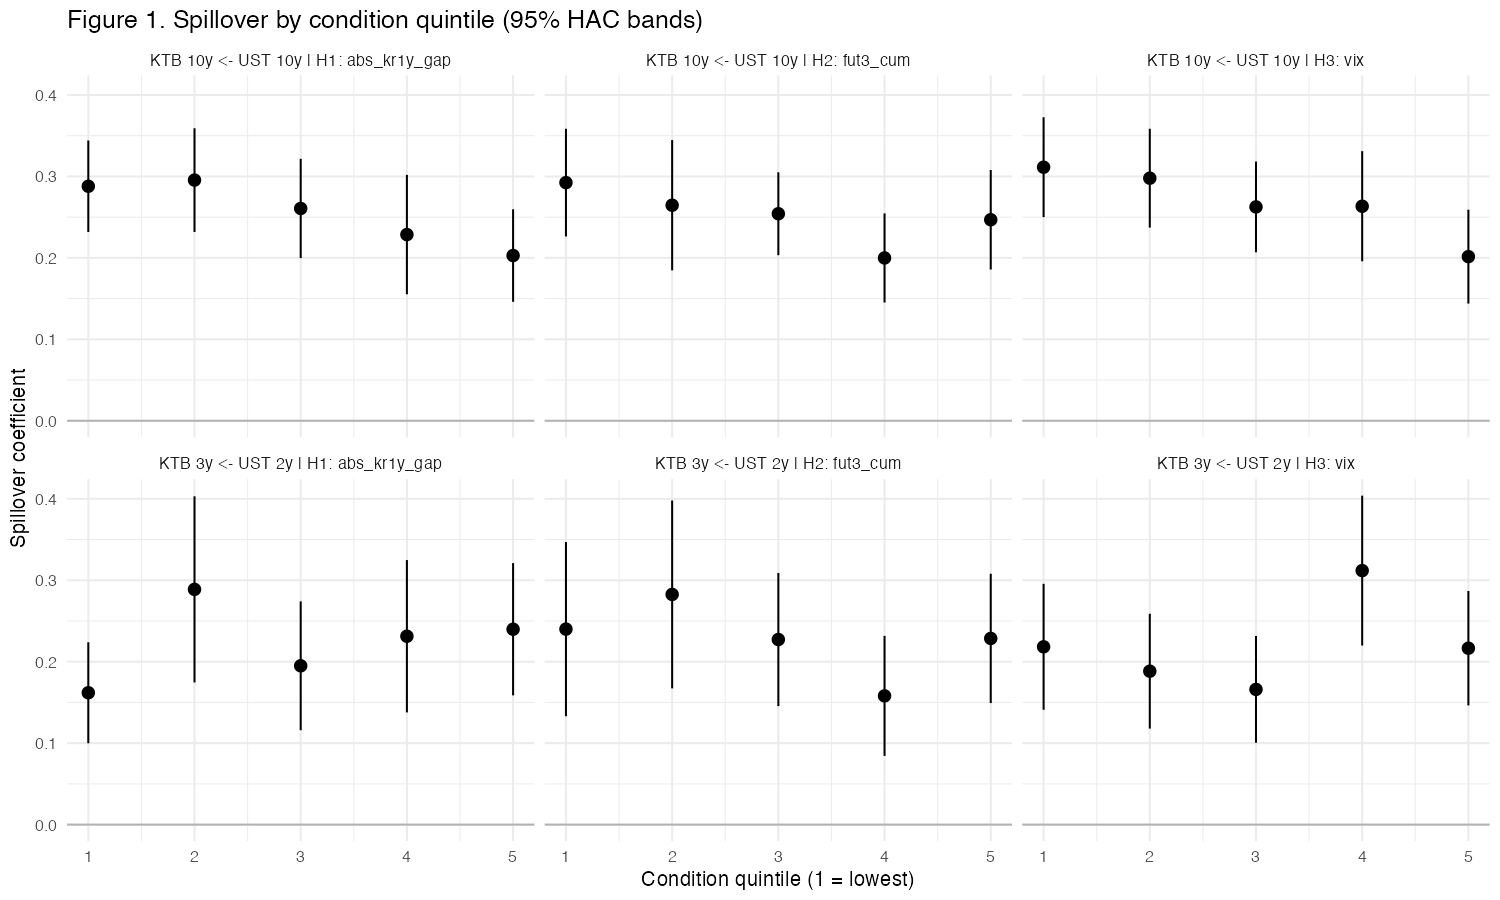 Figure 1. Spillover by condition quintile (95% HAC bands)
KTB 10y <- UST 10y | H1: abs_kr1y_gap
KTB 10y <- UST 10y | H2: fut3_cum
KTB 10y <- UST 10y | H3: vix
0.4
0.3
0.2
0.1
0.0
Spillover coefficient
KTB 3y <- UST 2y | H1: abs_kr1y_gap
KTB 3y <- UST 2y | H2: fut3_cum
KTB 3y <- UST 2y | H3: vix
0.4
0.3
0.2
0.1
0.0
1 2 3 4 5
1 2 3 4 5
1 2 3 4 5
Condition quintile (1 = lowest)